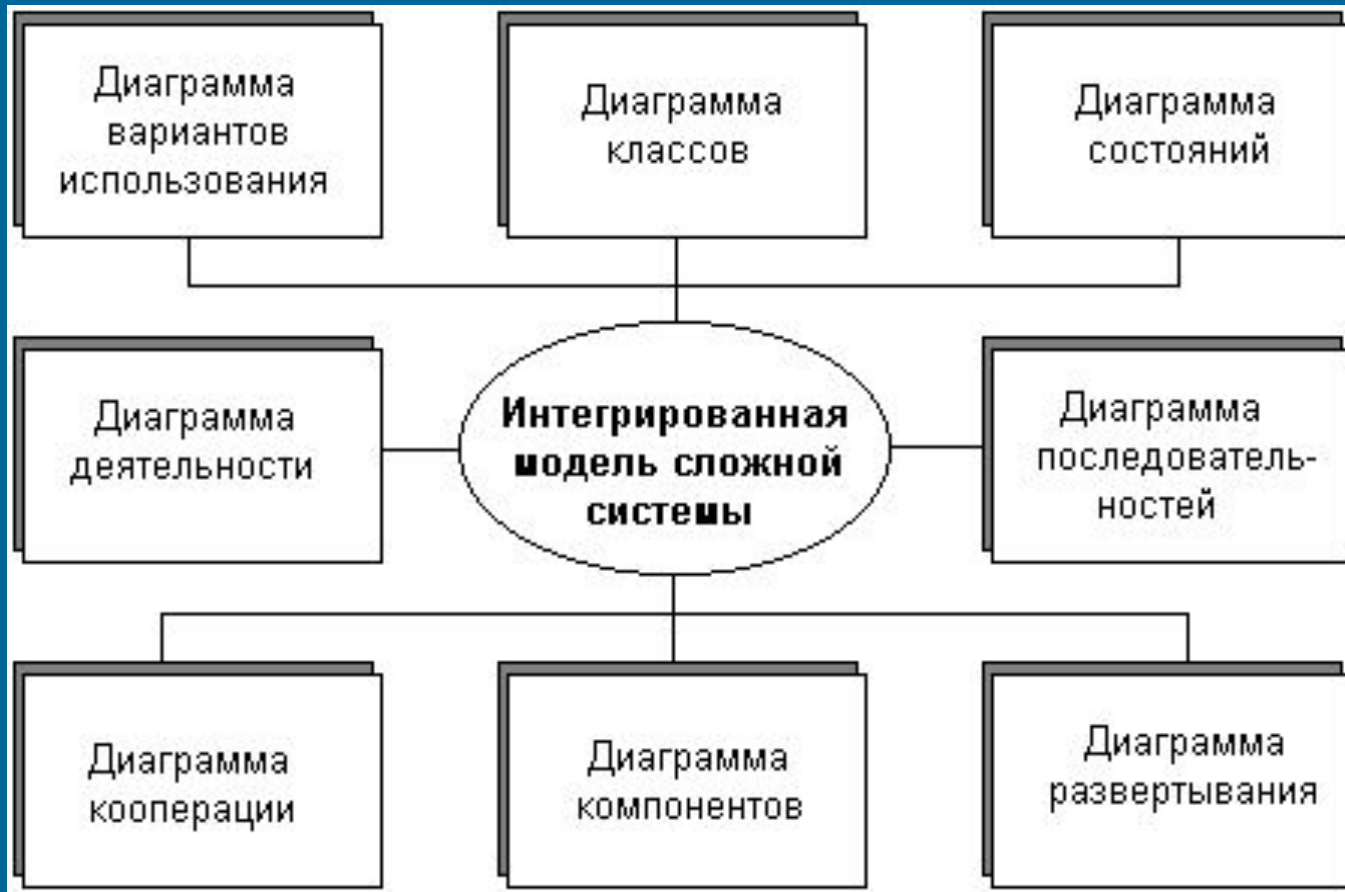 Диаграмма
вариантов
использования
Диаграмма
классов
Диаграмма
состояний
Диаграмма
деятельности
Интегрированная
модель сложной
системы
Диаграмма
последователь-
ностей
Диаграмма
кооперации
Диаграмма
компонентов
Диаграмма
развертывания